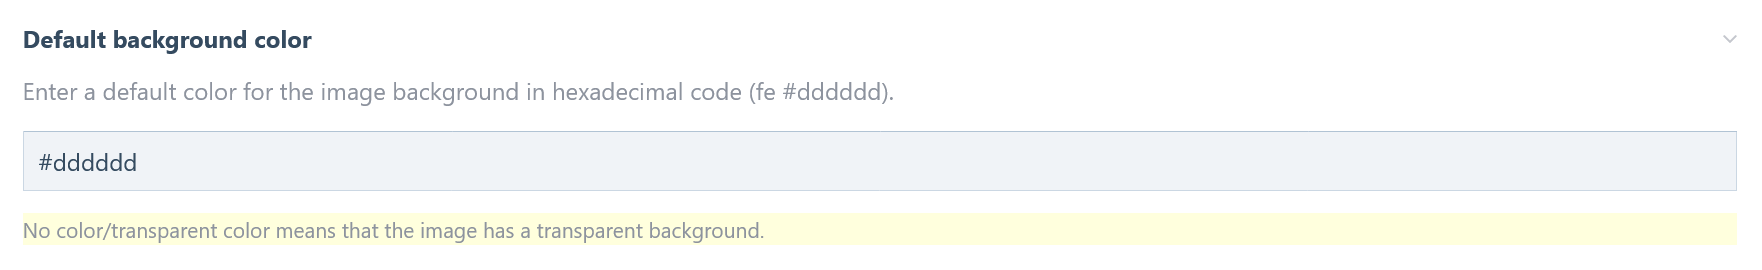 Default background color
Enter a default color for the image background in hexadecimal code (fe #dddddd).
#dddddd
No color/transparent color means that the image has a transparent background.